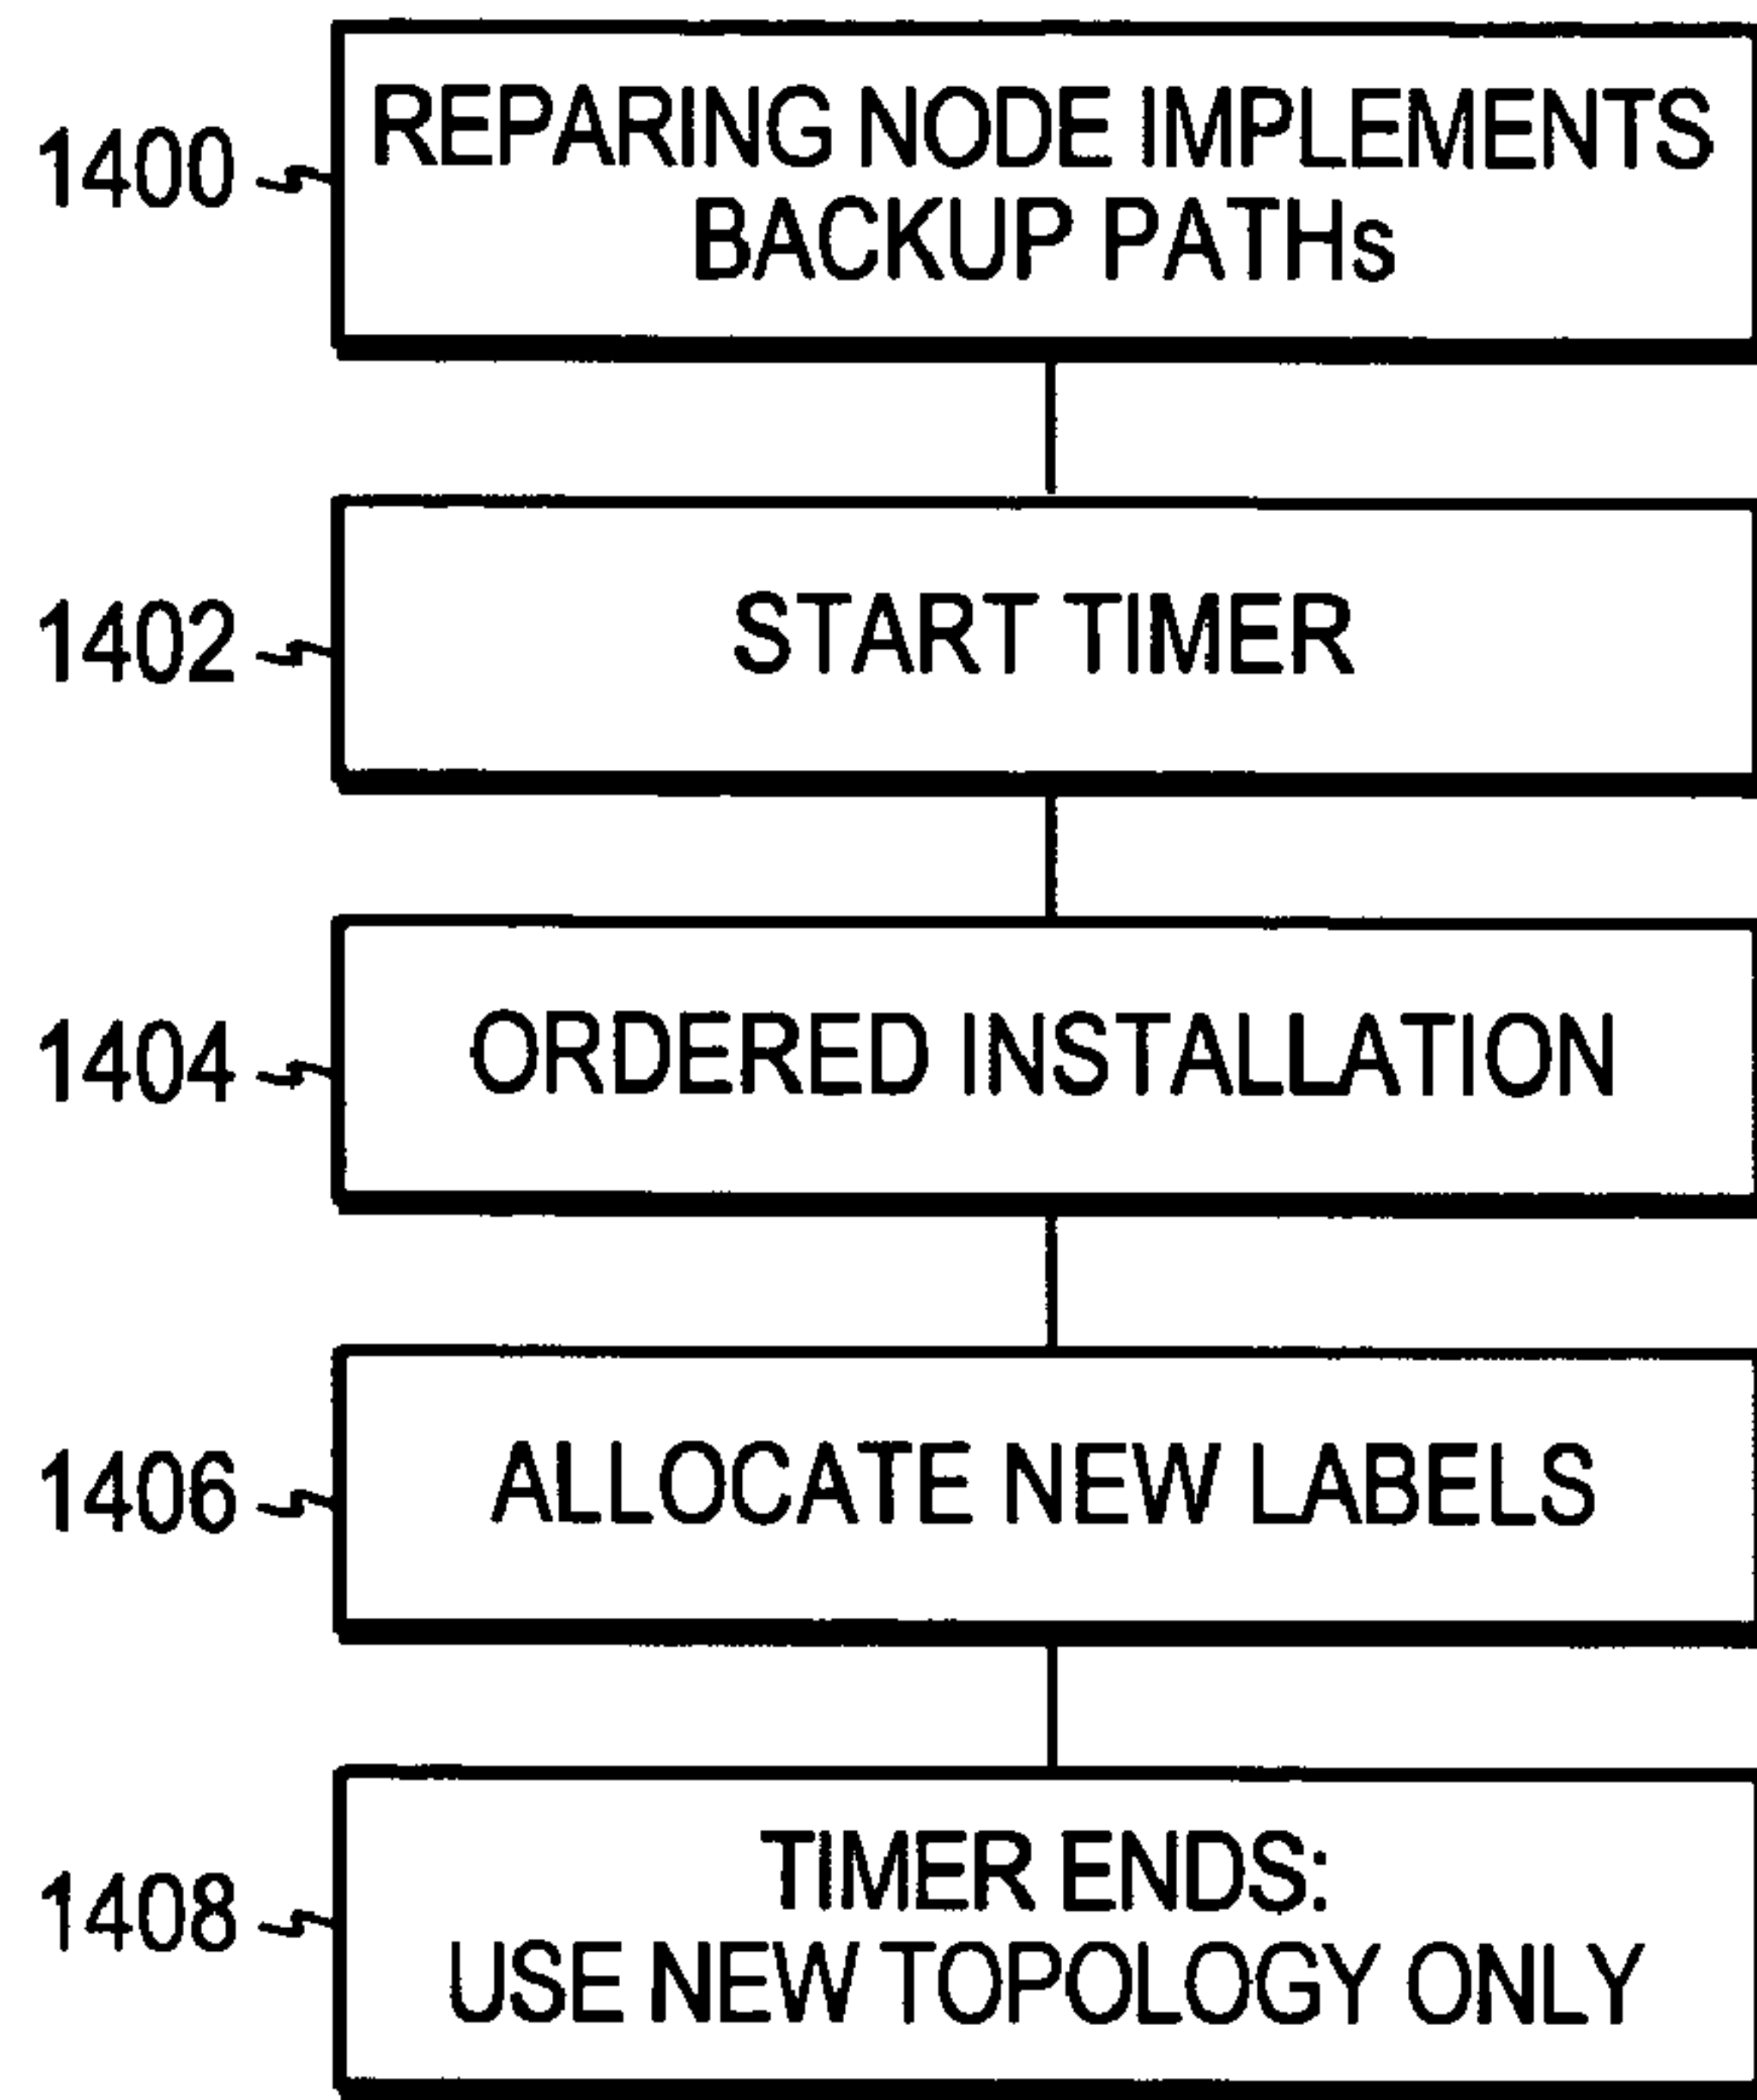 1400
REPARING NODE IMPLEMENTS
BACKUP PATHs
1402
START TIMER
1404
ORDERED INSTALLATION
1406
ALLOCATE NEW LABELS
1408
TIMER ENDS:
USE NEW TOPOLOGY ONLY